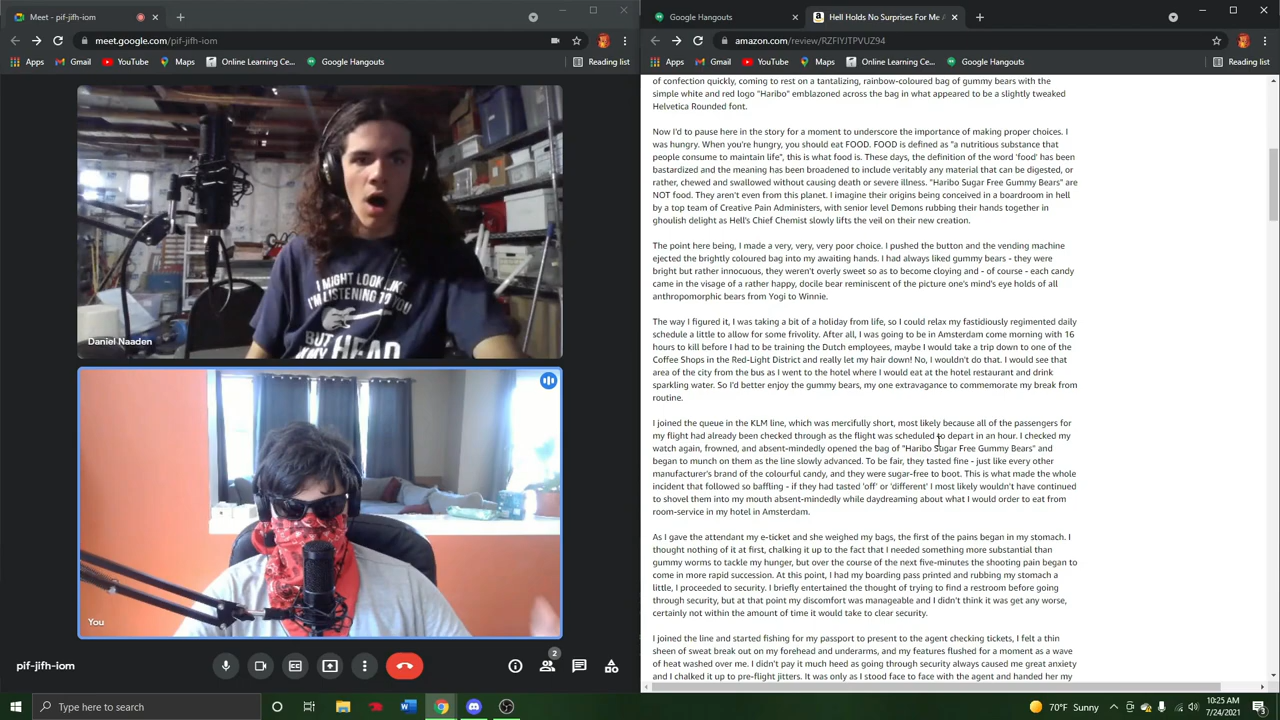 Meet - pif-jifh-iom
Google Hangouts
Hell Holds No Surprises For Me A
meet.google.com/pif-jifh-iom
amazon.com/review/RZFIYJTPVUZ94
Apps Gmail YouTube Maps Online Learning Ce... Google Hangouts Reading list
Apps Gmail YouTube Maps Online Learning Ce... Google Hangouts Reading list
I MIGHT LOOK
I'M LISTENING TO YOU
BUT
MY HEAD
Daniel Naaden
You
pif-jifh-iom
2
of confection quickly, coming to rest on a tantalizing, rainbow-coloured bag of gummy bears with the
simple white and red logo "Haribo" emblazoned across the bag in what appeared to be a slightly tweaked
Helvetica Rounded font.
Now I'd to pause here in the story for a moment to underscore the importance of making proper choices. I
was hungry. When you're hungry, you should eat FOOD. FOOD is defined as "a nutritious substance that
people consume to maintain life", this is what food is. These days, the definition of the word 'food' has been
bastardized and the meaning has been broadened to include veritably any material that can be digested, or
rather, chewed and swallowed without causing death or severe illness. "Haribo Sugar Free Gummy Bears" are
NOT food. They aren't even from this planet. I imagine their origins being conceived in a boardroom in hell
by a top team of Creative Pain Administers, with senior level Demons rubbing their hands together in
ghoulish delight as Hell's Chief Chemist slowly lifts the veil on their new creation.
The point here being, I made a very, very, very poor choice. I pushed the button and the vending machine
ejected the brightly coloured bag into my awaiting hands. I had always liked gummy bears - they were
bright but rather innocuous, they weren't overly sweet so as to become cloying and - of course - each candy
came in the visage of a rather happy, docile bear reminiscent of the picture one's mind's eye holds of all
anthropomorphic bears from Yogi to Winnie.
The way I figured it, I was taking a bit of a holiday from life, so I could relax my fastidiously regimented daily
schedule a little to allow for some frivolity. After all, I was going to be in Amsterdam come morning with 16
hours to kill before I had to be training the Dutch employees, maybe I would take a trip down to one of the
Coffee Shops in the Red-Light District and really let my hair down! No, I wouldn't do that. I would see that
area of the city from the bus as I went to the hotel where I would eat at the hotel restaurant and drink
sparkling water. So I'd better enjoy the gummy bears, my one extravagance to commemorate my break from
routine.
I joined the queue in the KLM line, which was mercifully short, most likely because all of the passengers for
my flight had already been checked through as the flight was scheduled to depart in an hour. I checked my
watch again, frowned, and absent-mindedly opened the bag of "Haribo Sugar Free Gummy Bears" and
began to munch on them as the line slowly advanced. To be fair, they tasted fine - just like every other
manufacturer's brand of the colourful candy, and they were sugar-free to boot. This is what made the whole
incident that followed so baffling - if they had tasted 'off' or 'different' I most likely wouldn't have continued
to shovel them into my mouth absent-mindedly while daydreaming about what I would order to eat from
room-service in my hotel in Amsterdam.
As I gave the attendant my e-ticket and she weighed my bags, the first of the pains began in my stomach. I
thought nothing of it at first, chalking it up to the fact that I needed something more substantial than
gummy worms to tackle my hunger, but over the course of the next five-minutes the shooting pain began to
come in more rapid succession. At this point, I had my boarding pass printed and rubbing my stomach a
little, I proceeded to security. I briefly entertained the thought of trying to find a restroom before going
through security, but at that point my discomfort was manageable and I didn't think it was get any worse,
certainly not within the amount of time it would take to clear security.
I joined the line and started fishing for my passport to present to the agent checking tickets, I felt a thin
sheen of sweat break out on my forehead and underarms, and my features flushed for a moment as a wave
of heat washed over me. I didn't pay it much heed as going through security always caused me great anxiety
and I chalked it up to pre-flight jitters. It was only as I stood face to face with the agent and handed her my
Type here to search
70°F Sunny
10:25 AM
7/24/2021
3